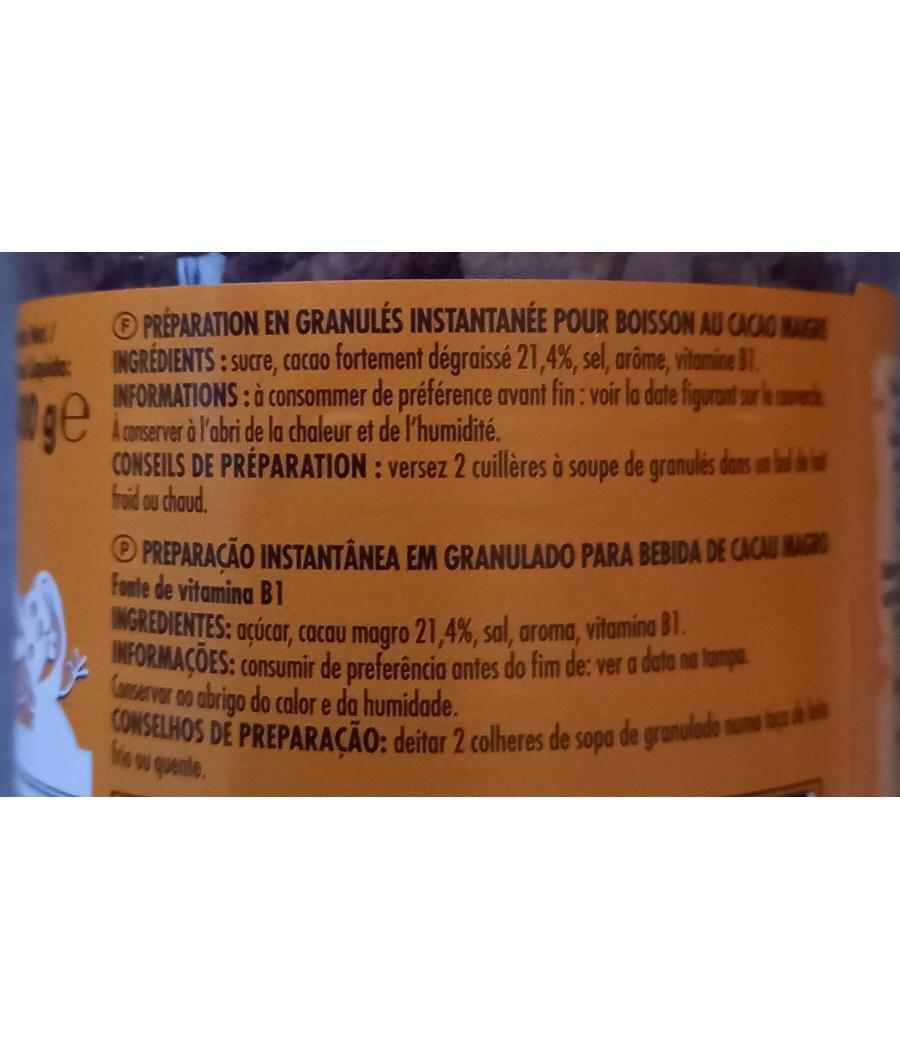 Ⓕ PRÉPARATION EN GRANULÉS INSTANTANÉE POUR BOISSON AU CACAO MAIGRE
INGRÉDIENTS : sucre, cacao fortement dégraissé 21,4%, sel, arôme, vitamine B1.
INFORMATIONS : à consommer de préférence avant fin : voir la date figurant sur le couvercle.
À conserver à l'abri de la chaleur et de l'humidité.
CONSEILS DE PRÉPARATION : versez 2 cuillères à soupe de granulés dans un bol de lait
froid ou chaud.
Ⓟ PREPARAÇÃO INSTANTÂNEA EM GRANULADO PARA BEBIDA DE CACAU MAGRO
Fonte de vitamina B1
INGREDIENTES: açúcar, cacau magro 21,4%, sal, aroma, vitamina B1.
INFORMAÇÕES: consumir de preferência antes do fim de: ver a data na tampa.
Conservar ao abrigo do calor e da humidade.
CONSELHOS DE PREPARAÇÃO: deitar 2 colheres de sopa de granulado numa taça de leite
frio ou quente.
g℮